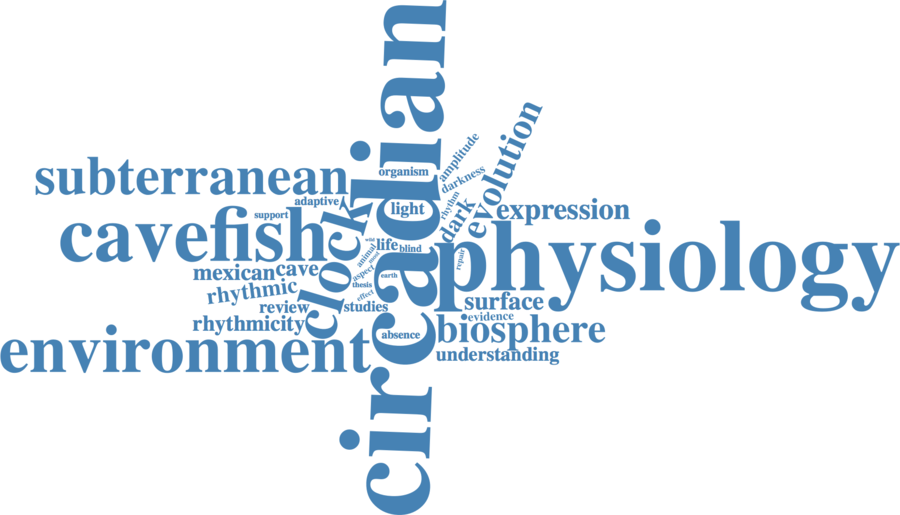 circadian
amplitude
evolution
subterranean
organism
darkness
adaptive
rhythm
support
light
expression
dark
cavefish
clock
wild
life
blind
physiology
animal
mexican
cave
aspect
earth
repair
rhythmic
thesis
effect
surface
review
studies
evidence
rhythmicity
absence
biosphere
environment
understanding